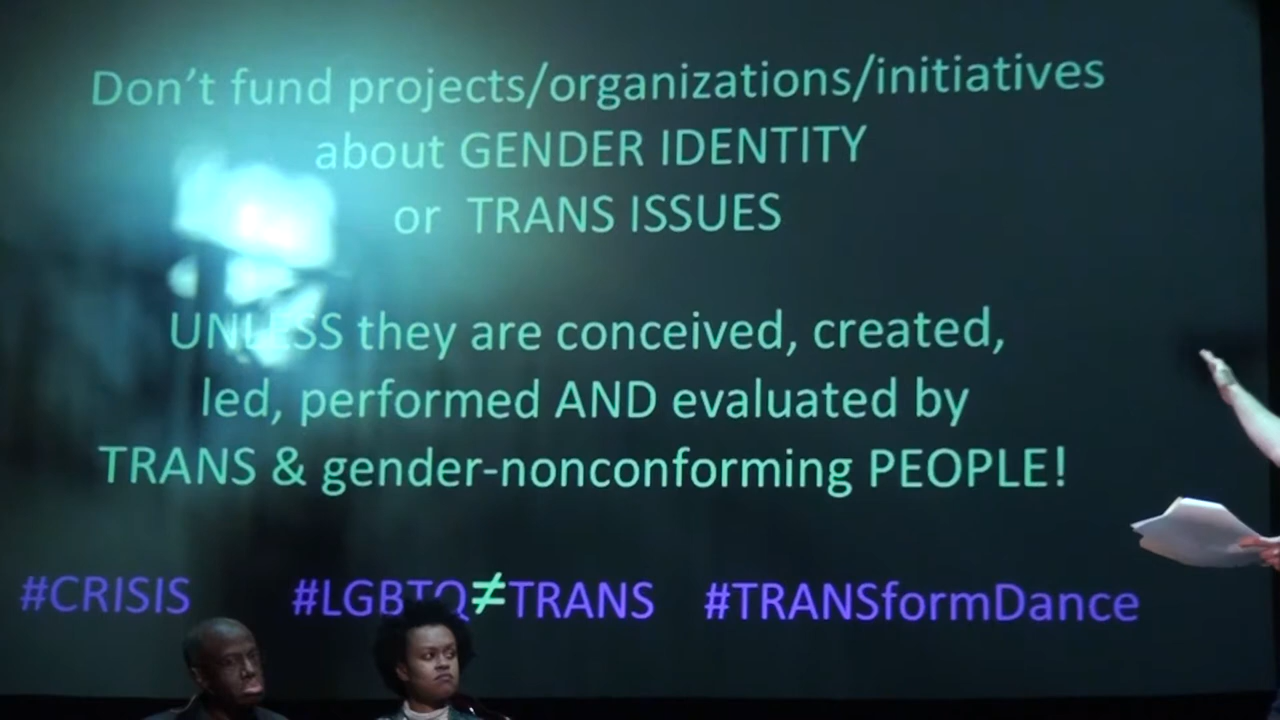 Don't fund projects/organizations/initiatives
about GENDER IDENTITY
or TRANS ISSUES
UNLESS they are conceived, created,
led, performed AND evaluated by
TRANS & gender-nonconforming PEOPLE!
#CRISIS #LGBTQ≠TRANS #TRANSformDance